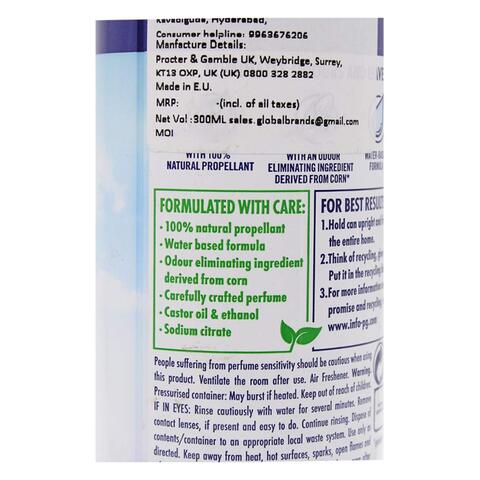 Kavadiguda, Hyderabad,
Consumer helpline: 9963676206
Manfacture Details:
Procter & Gamble UK, Weybridge, Surrey,
KT13 OXP, UK (UK) 0800 328 2882
Made in E.U.
MRP: -(incl. of all taxes)
Net Vol :300ML sales.globalbrands@gmail.com
MOI
WITH 100%
NATURAL PROPELLANT
WITH AN ODOUR
ELIMINATING INGREDIENT
DERIVED FROM CORN*
WATER-BAS
FORMULA
FORMULATED WITH CARE:
• 100% natural propellant
• Water based formula
• Odour eliminating ingredient
derived from corn
• Carefully crafted perfume
• Castor oil & ethanol
• Sodium citrate
FOR BEST RESULT
1.Hold can upright and
the entire home.
2.Think of recycling,
Put it in the recycling
3.For more information
promise and recycling,
www.info-pg.com
People suffering from perfume sensitivity should be cautious when using
this product. Ventilate the room after use. Air Freshener. Warning.
Pressurised container: May burst if heated. Keep out of reach of children.
IF IN EYES: Rinse cautiously with water for several minutes. Remove
contact lenses, if present and easy to do. Continue rinsing. Dispose of
contents/container to an appropriate local waste system. Use only as
directed. Keep away from heat, hot surfaces, sparks, open flames and